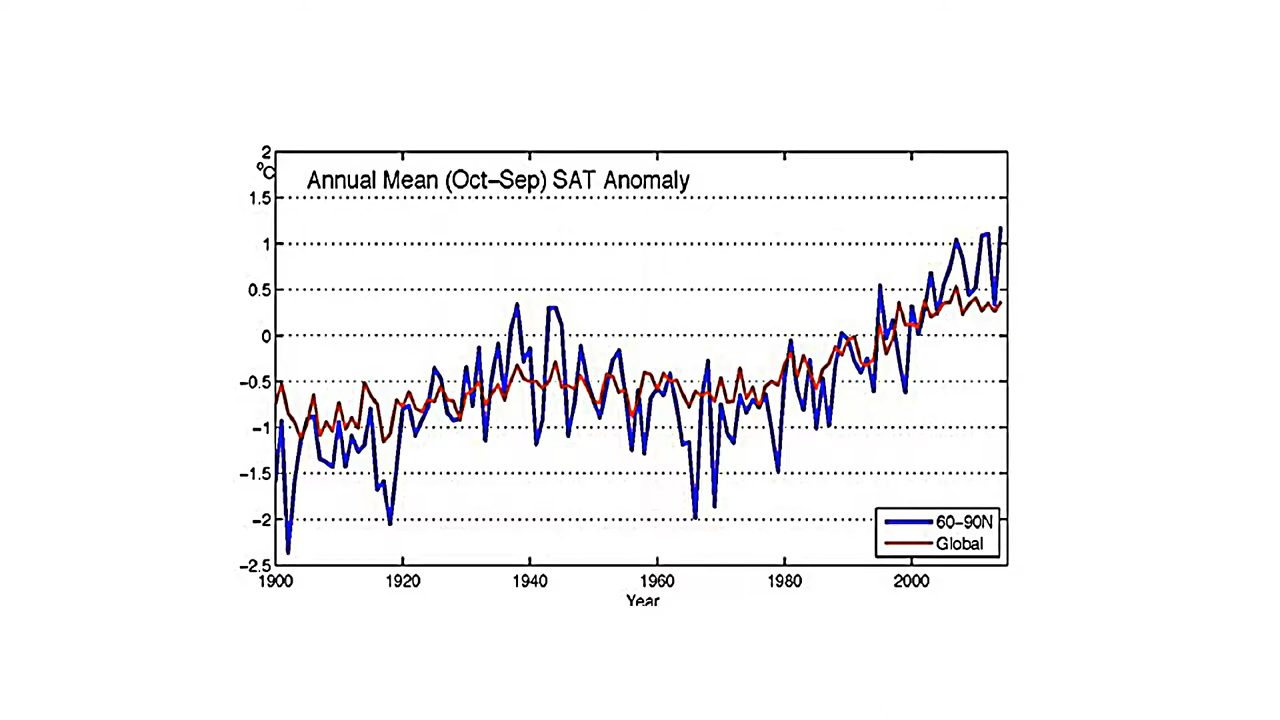 2
°C
Annual Mean (Oct–Sep) SAT Anomaly
1.5
1
0.5
0
−0.5
−1
−1.5
−2
−2.5
60–90N
Global
1900 1920 1940 1960 1980 2000
Year